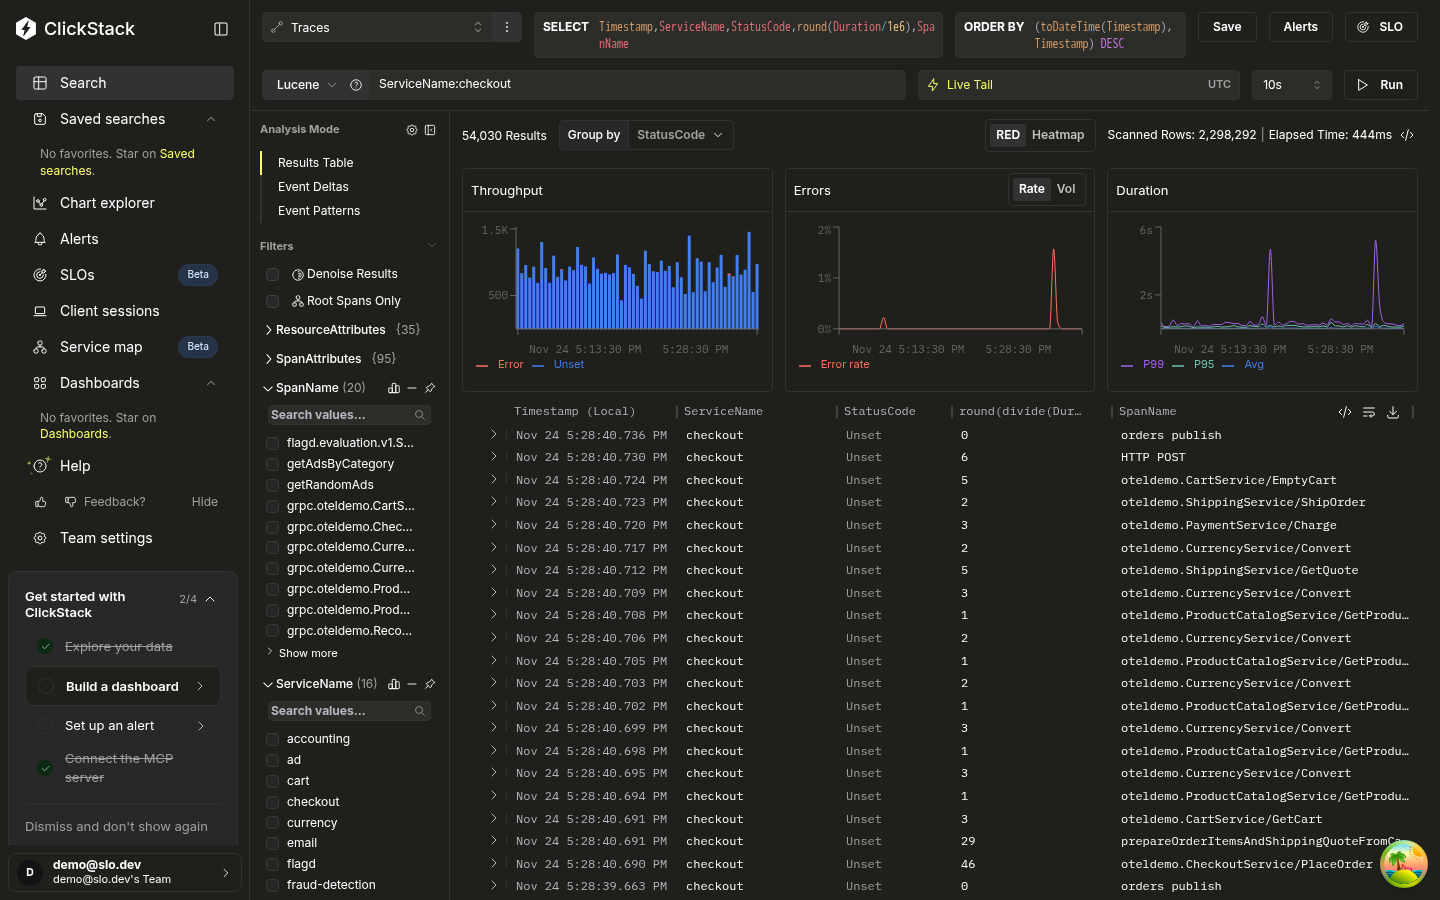 ClickStack
Search
Saved searches
No favorites. Star on Saved
searches.
Chart explorer
Alerts
SLOs
Beta
Client sessions
Service map
Beta
Dashboards
No favorites. Star on
Dashboards.
Help
Feedback?
Hide
Team settings
Get started with
ClickStack
2/4
Explore your data
Build a dashboard
Set up an alert
Connect the MCP
server
Dismiss and don't show again
D
demo@slo.dev
demo@slo.dev's Team
Traces
SELECT Timestamp,ServiceName,StatusCode,round(Duration/1e6),Spa
nName
ORDER BY (toDateTime(Timestamp),
Timestamp) DESC
Save
Alerts
SLO
Lucene
ServiceName:checkout
Live Tail
UTC
10s
Run
Analysis Mode
Results Table
Event Deltas
Event Patterns
Filters
Denoise Results
Root Spans Only
ResourceAttributes {35}
SpanAttributes {95}
SpanName (20)
Search values...
flagd.evaluation.v1.S...
getAdsByCategory
getRandomAds
grpc.oteldemo.CartS...
grpc.oteldemo.Chec...
grpc.oteldemo.Curre...
grpc.oteldemo.Curre...
grpc.oteldemo.Prod...
grpc.oteldemo.Prod...
grpc.oteldemo.Reco...
Show more
ServiceName (16)
Search values...
accounting
ad
cart
checkout
currency
email
flagd
fraud-detection
54,030 Results
Group by StatusCode
RED Heatmap
Scanned Rows: 2,298,292 | Elapsed Time: 444ms
Throughput
1.5K
500
Nov 24 5:13:30 PM 5:28:30 PM
Error Unset
Errors
Rate Vol
2%
1%
0%
Nov 24 5:13:30 PM 5:28:30 PM
Error rate
Duration
6s
2s
Nov 24 5:13:30 PM 5:28:30 PM
P99 P95 Avg
Timestamp (Local) ServiceName StatusCode round(divide(Dur... SpanName
Nov 24 5:28:40.736 PM checkout Unset 0 orders publish
Nov 24 5:28:40.730 PM checkout Unset 6 HTTP POST
Nov 24 5:28:40.724 PM checkout Unset 5 oteldemo.CartService/EmptyCart
Nov 24 5:28:40.723 PM checkout Unset 2 oteldemo.ShippingService/ShipOrder
Nov 24 5:28:40.720 PM checkout Unset 3 oteldemo.PaymentService/Charge
Nov 24 5:28:40.717 PM checkout Unset 2 oteldemo.CurrencyService/Convert
Nov 24 5:28:40.712 PM checkout Unset 5 oteldemo.ShippingService/GetQuote
Nov 24 5:28:40.709 PM checkout Unset 3 oteldemo.CurrencyService/Convert
Nov 24 5:28:40.708 PM checkout Unset 1 oteldemo.ProductCatalogService/GetProdu...
Nov 24 5:28:40.706 PM checkout Unset 2 oteldemo.CurrencyService/Convert
Nov 24 5:28:40.705 PM checkout Unset 1 oteldemo.ProductCatalogService/GetProdu...
Nov 24 5:28:40.703 PM checkout Unset 2 oteldemo.CurrencyService/Convert
Nov 24 5:28:40.702 PM checkout Unset 1 oteldemo.ProductCatalogService/GetProdu...
Nov 24 5:28:40.699 PM checkout Unset 3 oteldemo.CurrencyService/Convert
Nov 24 5:28:40.698 PM checkout Unset 1 oteldemo.ProductCatalogService/GetProdu...
Nov 24 5:28:40.695 PM checkout Unset 3 oteldemo.CurrencyService/Convert
Nov 24 5:28:40.694 PM checkout Unset 1 oteldemo.ProductCatalogService/GetProdu...
Nov 24 5:28:40.691 PM checkout Unset 3 oteldemo.CartService/GetCart
Nov 24 5:28:40.691 PM checkout Unset 29 prepareOrderItemsAndShippingQuoteFromCa...
Nov 24 5:28:40.690 PM checkout Unset 46 oteldemo.CheckoutService/PlaceOrder
Nov 24 5:28:39.663 PM checkout Unset 0 orders publish